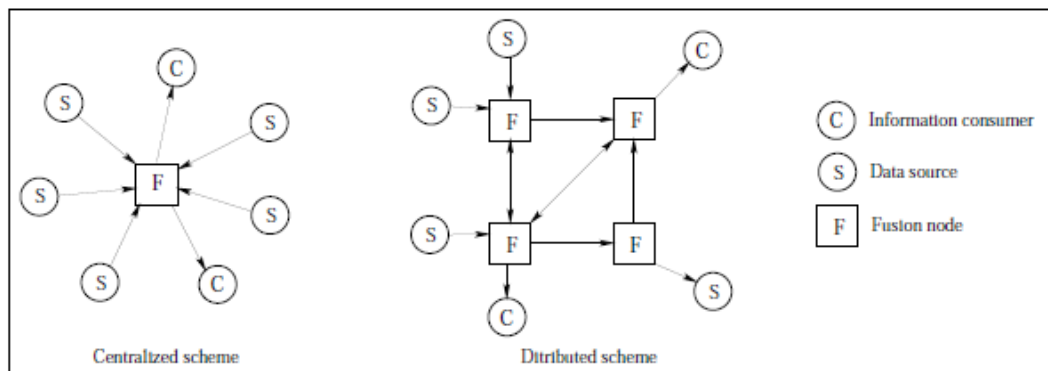 S
C
S
S
F
S
S
S
C
Centralized scheme
S
C
S
F
F
S
F
F
S
C
Ditributed scheme
C Information consumer
S Data source
F Fusion node